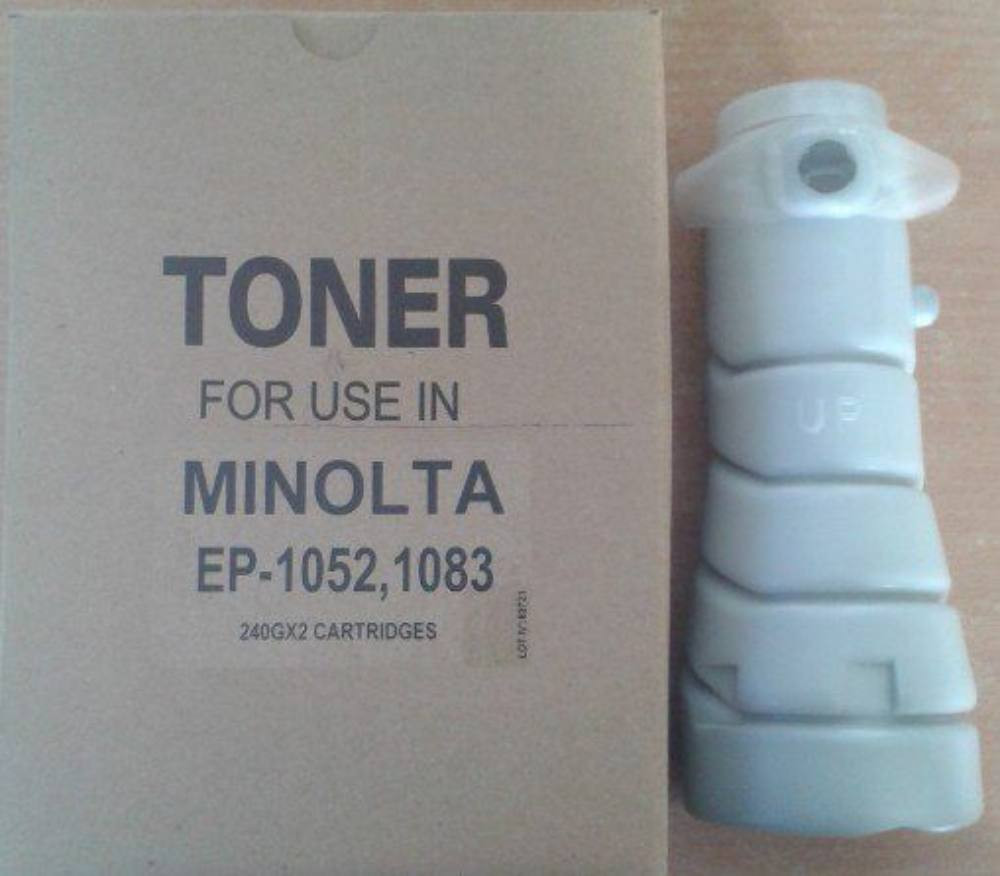 TONER
FOR USE IN
MINOLTA
EP-1052,1083
240GX2 CARTRIDGES
UP